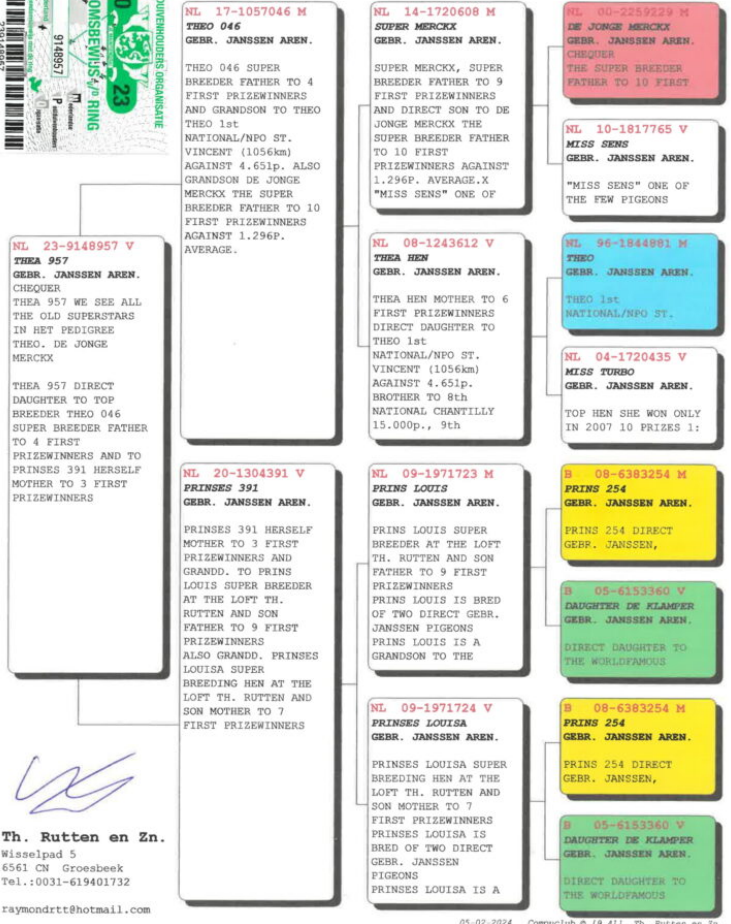 DUIVENHOUDERS ORGANISATIE
OMSBEWIJS v/D RING
23
9148957
239148957
NL 23-9148957 V
THEA 957
GEBR. JANSSEN AREN.
CHEQUER
THEA 957 WE SEE ALL
THE OLD SUPERSTARS
IN HET PEDIGREE
THEO. DE JONGE
MERCKX
THEA 957 DIRECT
DAUGHTER TO TOP
BREEDER THEO 046
SUPER BREEDER FATHER
TO 4 FIRST
PRIZEWINNERS AND TO
PRINSES 391 HERSELF
MOTHER TO 3 FIRST
PRIZEWINNERS
Th. Rutten en Zn.
Wisselpad 5
6561 CN Groesbeek
Tel.:0031-619401732
raymondrtt@hotmail.com
NL 17-1057046 M
THEO 046
GEBR. JANSSEN AREN.
THEO 046 SUPER
BREEDER FATHER TO 4
FIRST PRIZEWINNERS
AND GRANDSON TO THEO
THEO 1st
NATIONAL/NPO ST.
VINCENT (1056km)
AGAINST 4.651p. ALSO
GRANDSON DE JONGE
MERCKX THE SUPER
BREEDER FATHER TO 10
FIRST PRIZEWINNERS
AGAINST 1.296P.
AVERAGE.
NL 20-1304391 V
PRINSES 391
GEBR. JANSSEN AREN.
PRINSES 391 HERSELF
MOTHER TO 3 FIRST
PRIZEWINNERS AND
GRANDD. TO PRINS
LOUIS SUPER BREEDER
AT THE LOFT TH.
RUTTEN AND SON
FATHER TO 9 FIRST
PRIZEWINNERS
ALSO GRANDD. PRINSES
LOUISA SUPER
BREEDING HEN AT THE
LOFT TH. RUTTEN AND
SON MOTHER TO 7
FIRST PRIZEWINNERS
NL 14-1720608 M
SUPER MERCKX
GEBR. JANSSEN AREN.
SUPER MERCKX, SUPER
BREEDER FATHER TO 9
FIRST PRIZEWINNERS
AND DIRECT SON TO DE
JONGE MERCKX THE
SUPER BREEDER FATHER
TO 10 FIRST
PRIZEWINNERS AGAINST
1.296P. AVERAGE.X
"MISS SENS" ONE OF
NL 08-1243612 V
THEA HEN
GEBR. JANSSEN AREN.
THEA HEN MOTHER TO 6
FIRST PRIZEWINNERS
DIRECT DAUGHTER TO
THEO 1st
NATIONAL/NPO ST.
VINCENT (1056km)
AGAINST 4.651p.
BROTHER TO 8th
NATIONAL CHANTILLY
15.000p., 9th
NL 09-1971723 M
PRINS LOUIS
GEBR. JANSSEN AREN.
PRINS LOUIS SUPER
BREEDER AT THE LOFT
TH. RUTTEN AND SON
FATHER TO 9 FIRST
PRIZEWINNERS
PRINS LOUIS IS BRED
OF TWO DIRECT GEBR.
JANSSEN PIGEONS
PRINS LOUIS IS A
GRANDSON TO THE
NL 09-1971724 V
PRINSES LOUISA
GEBR. JANSSEN AREN.
PRINSES LOUISA SUPER
BREEDING HEN AT THE
LOFT TH. RUTTEN AND
SON MOTHER TO 7
FIRST PRIZEWINNERS
PRINSES LOUISA IS
BRED OF TWO DIRECT
GEBR. JANSSEN
PIGEONS
PRINSES LOUISA IS A
NL 00-2259229 M
DE JONGE MERCKX
GEBR. JANSSEN AREN.
CHEQUER
THE SUPER BREEDER
FATHER TO 10 FIRST
NL 10-1817765 V
MISS SENS
GEBR. JANSSEN AREN.
"MISS SENS" ONE OF
THE FEW PIGEONS
NL 96-1844881 M
THEO
GEBR. JANSSEN AREN.
THEO 1st
NATIONAL/NPO ST.
NL 04-1720435 V
MISS TURBO
GEBR. JANSSEN AREN.
TOP HEN SHE WON ONLY
IN 2007 10 PRIZES 1:
B 08-6383254 M
PRINS 254
GEBR. JANSSEN AREN.
PRINS 254 DIRECT
GEBR. JANSSEN,
B 05-6153360 V
DAUGHTER DE KLAMPER
GEBR. JANSSEN AREN.
DIRECT DAUGHTER TO
THE WORLDFAMOUS
B 08-6383254 M
PRINS 254
GEBR. JANSSEN AREN.
PRINS 254 DIRECT
GEBR. JANSSEN,
B 05-6153360 V
DAUGHTER DE KLAMPER
GEBR. JANSSEN AREN.
DIRECT DAUGHTER TO
THE WORLDFAMOUS
05-02-2024 Compuclub © Th. Rutten en Zn